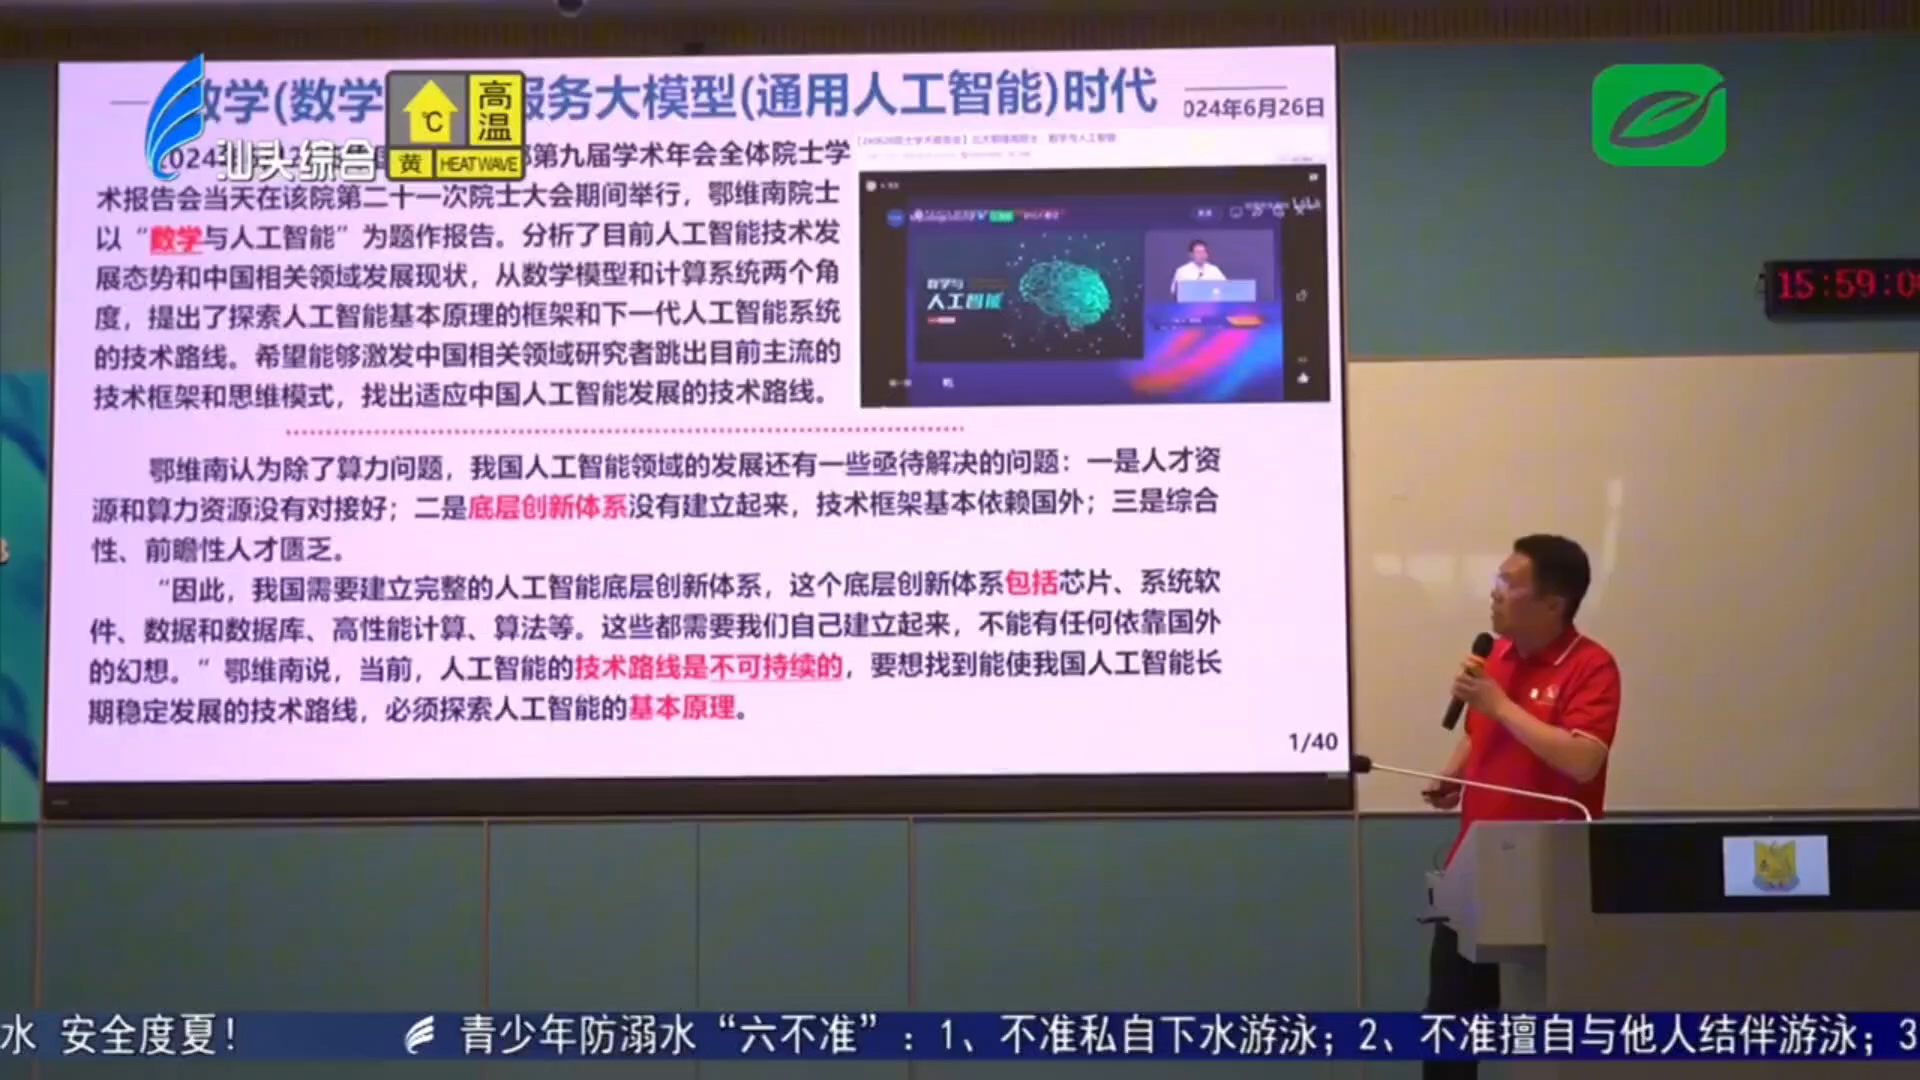 数学(数学
服务大模型(通用人工智能)时代
024年6月26日
汕头综合
℃
高温
黄
HEAT WAVE
第九届学术年会全体院士学
术报告会当天在该院第二十一次院士大会期间举行，鄂维南院士
以“数学与人工智能”为题作报告。分析了目前人工智能技术发
展态势和中国相关领域发展现状，从数学模型和计算系统两个角
度，提出了探索人工智能基本原理的框架和下一代人工智能系统
的技术路线。希望能够激发中国相关领域研究者跳出目前主流的
技术框架和思维模式，找出适应中国人工智能发展的技术路线。
数学与
人工智能
15:59:0
鄂维南认为除了算力问题，我国人工智能领域的发展还有一些亟待解决的问题：一是人才资
源和算力资源没有对接好；二是底层创新体系没有建立起来，技术框架基本依赖国外；三是综合
性、前瞻性人才匮乏。
“因此，我国需要建立完整的人工智能底层创新体系，这个底层创新体系包括芯片、系统软
件、数据和数据库、高性能计算、算法等。这些都需要我们自己建立起来，不能有任何依靠国外
的幻想。”鄂维南说，当前，人工智能的技术路线是不可持续的，要想找到能使我国人工智能长
期稳定发展的技术路线，必须探索人工智能的基本原理。
1/40
水 安全度夏！ 青少年防溺水“六不准”：1、不准私自下水游泳；2、不准擅自与他人结伴游泳；3